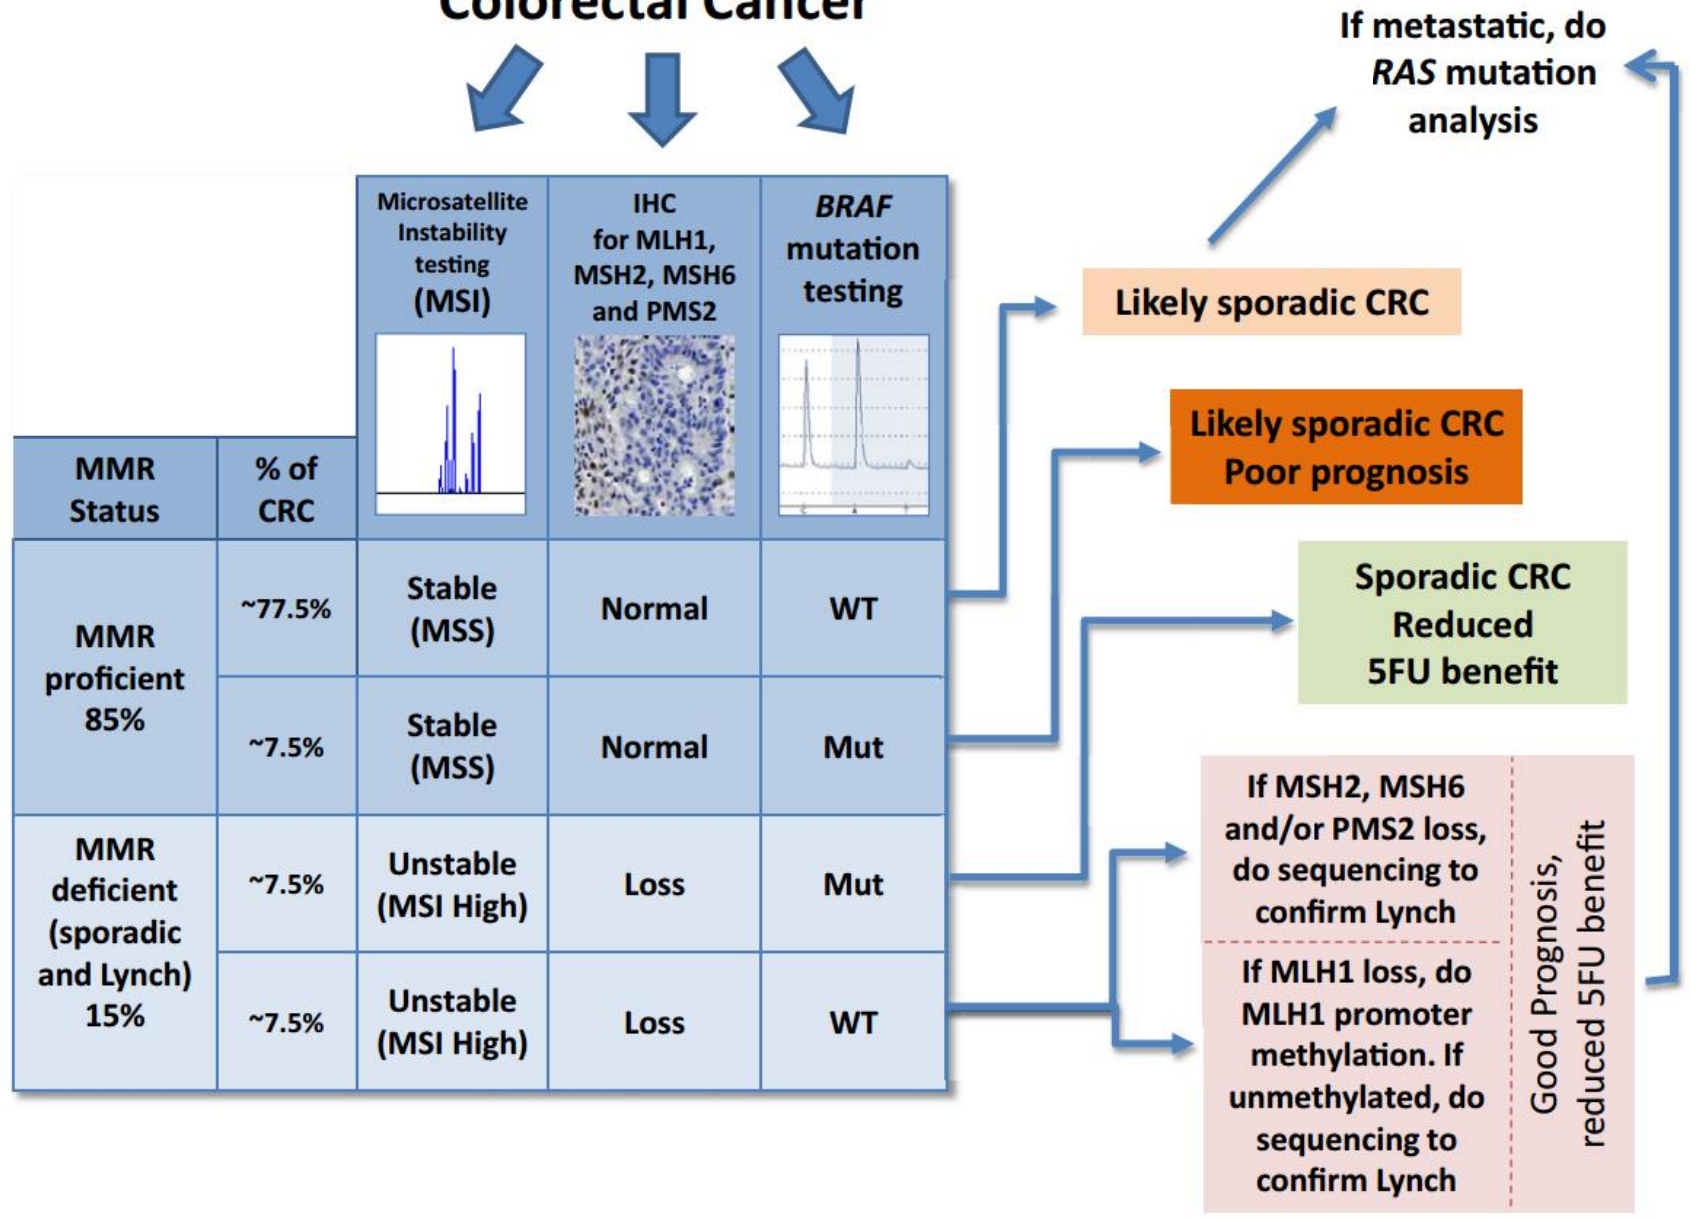 Colorectal Cancer
If metastatic, do
RAS mutation
analysis
Microsatellite
Instability
testing
(MSI)
IHC
for MLH1,
MSH2, MSH6
and PMS2
BRAF
mutation
testing
Likely sporadic CRC
Likely sporadic CRC
Poor prognosis
MMR
Status
% of
CRC
MMR
proficient
85%
~77.5%
Stable
(MSS)
Normal
WT
~7.5%
Stable
(MSS)
Normal
Mut
Sporadic CRC
Reduced
5FU benefit
MMR
deficient
(sporadic
and Lynch)
15%
~7.5%
Unstable
(MSI High)
Loss
Mut
~7.5%
Unstable
(MSI High)
Loss
WT
If MSH2, MSH6
and/or PMS2 loss,
do sequencing to
confirm Lynch
If MLH1 loss, do
MLH1 promoter
methylation. If
unmethylated, do
sequencing to
confirm Lynch
Good Prognosis,
reduced 5FU benefit